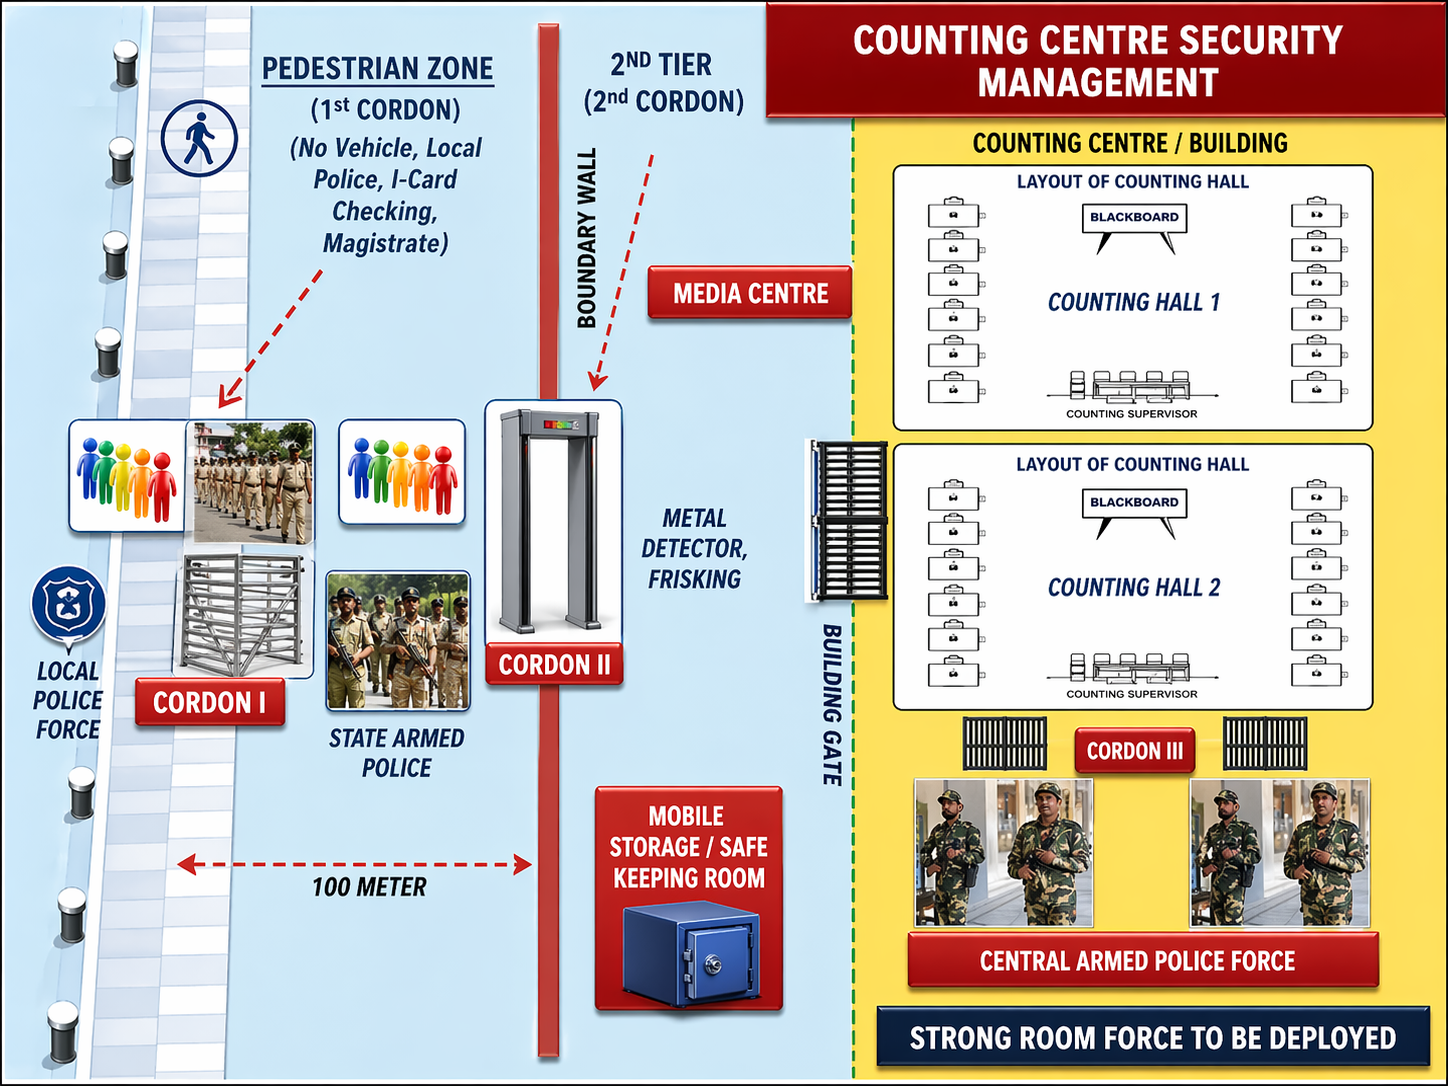 COUNTING CENTRE SECURITY
MANAGEMENT
PEDESTRIAN ZONE
(1st CORDON)
(No Vehicle, Local
Police, I-Card
Checking,
Magistrate)
2ND TIER
(2nd CORDON)
BOUNDARY WALL
MEDIA CENTRE
COUNTING CENTRE / BUILDING
LAYOUT OF COUNTING HALL
BLACKBOARD
COUNTING HALL 1
COUNTING SUPERVISOR
LAYOUT OF COUNTING HALL
BLACKBOARD
COUNTING HALL 2
COUNTING SUPERVISOR
METAL
DETECTOR,
FRISKING
LOCAL
POLICE
FORCE
CORDON I
CORDON II
STATE ARMED
POLICE
BUILDING GATE
CORDON III
100 METER
MOBILE
STORAGE / SAFE
KEEPING ROOM
CENTRAL ARMED POLICE FORCE
STRONG ROOM FORCE TO BE DEPLOYED